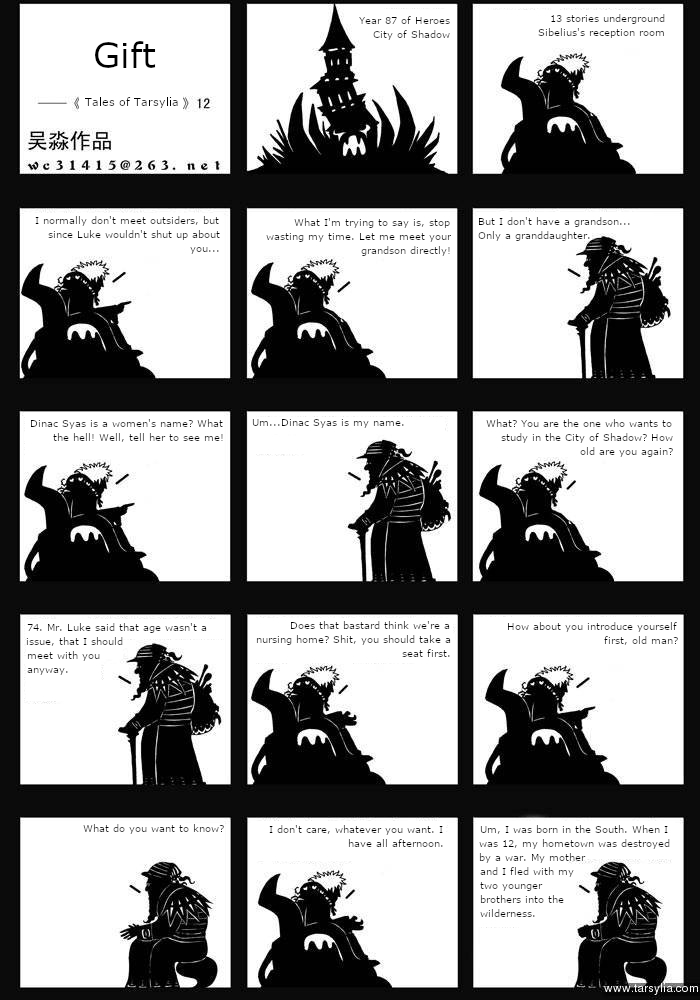 Gift
——《 Tales of Tarsylia 》 12
吴淼作品
wc31415@263.net
Year 87 of Heroes
City of Shadow
13 stories underground
Sibelius's reception room
I normally don't meet outsiders, but
since Luke wouldn't shut up about
you...
What I'm trying to say is, stop
wasting my time. Let me meet your
grandson directly!
But I don't have a grandson...
Only a granddaughter.
Dinac Syas is a women's name? What
the hell! Well, tell her to see me!
Um...Dinac Syas is my name.
What? You are the one who wants to
study in the City of Shadow? How
old are you again?
74. Mr. Luke said that age wasn't a
issue, that I should
meet with you
anyway.
Does that bastard think we're a
nursing home? Shit, you should take a
seat first.
How about you introduce yourself
first, old man?
What do you want to know?
I don't care, whatever you want. I
have all afternoon.
Um, I was born in the South. When I
was 12, my hometown was destroyed
by a war. My mother
and I fled with my
two younger
brothers into the
wilderness.
www.tarsylia.com